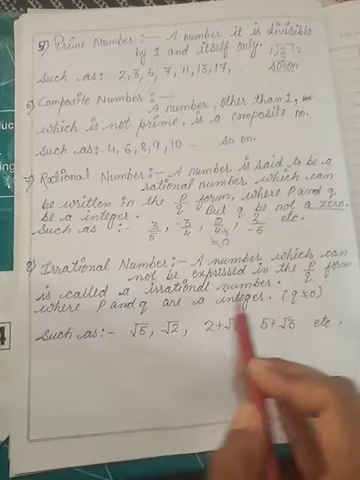 5) Prime Number:— A number it is divisible
by 1 and itself only.
Such as: 2, 3, 5, 7, 11, 13, 17, .. so on
6) Composite Number:—
A number, other than 1,
which is not prime, is a composite no.
Such as:- 4, 6, 8, 9, 10 .. so on.
7) Rational Number:- A number is said to be a
rational number, which can
be written in the P/q form, where P and q
be a integer. But q be not a zero.
Such as :- 3/5, -3/4, 2/-5 etc.
8) Irrational Number:- A number which can
not be expressed in the P/q form
is called a irrational number.
where P and q are a integer. (q ≠ 0)
Such as:- √5, √2, 2+√ 5+√3 etc.